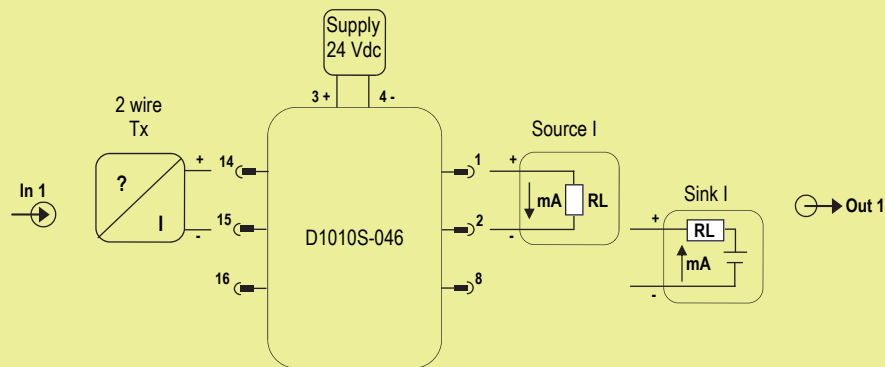 Supply
24 Vdc
3 +
4 -
2 wire
Tx
In 1
?
I
+
-
14
15
16
D1010S-046
1
2
8
Source I
+
-
mA
RL
Sink I
+
-
RL
mA
Out 1